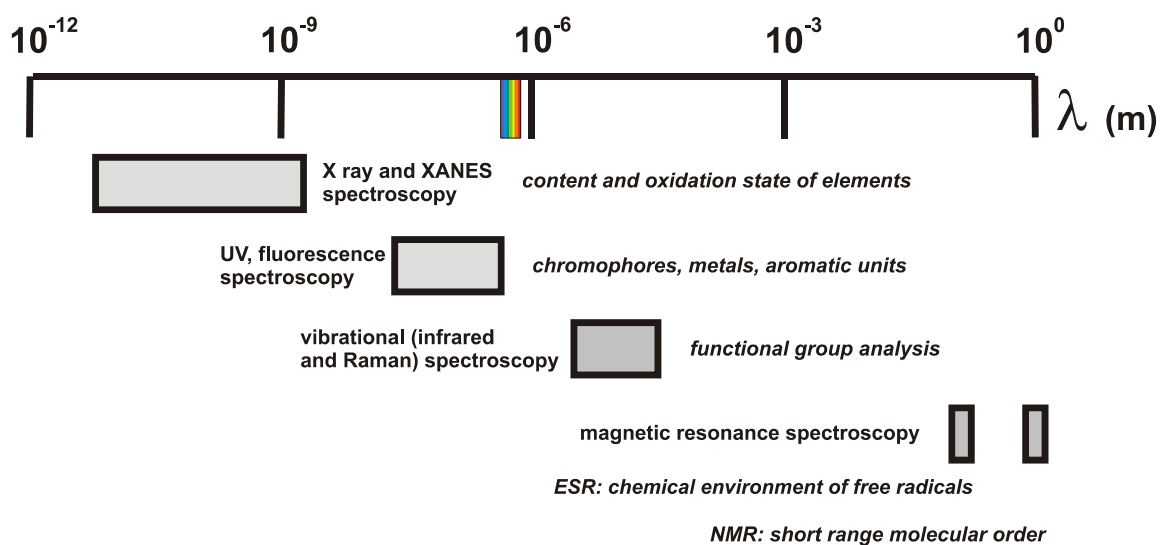 10⁻¹² 10⁻⁹ 10⁻⁶ 10⁻³ 10⁰
λ (m)
X ray and XANES
spectroscopy
content and oxidation state of elements
UV, fluorescence
spectroscopy
chromophores, metals, aromatic units
vibrational (infrared
and Raman) spectroscopy
functional group analysis
magnetic resonance spectroscopy
ESR: chemical environment of free radicals
NMR: short range molecular order